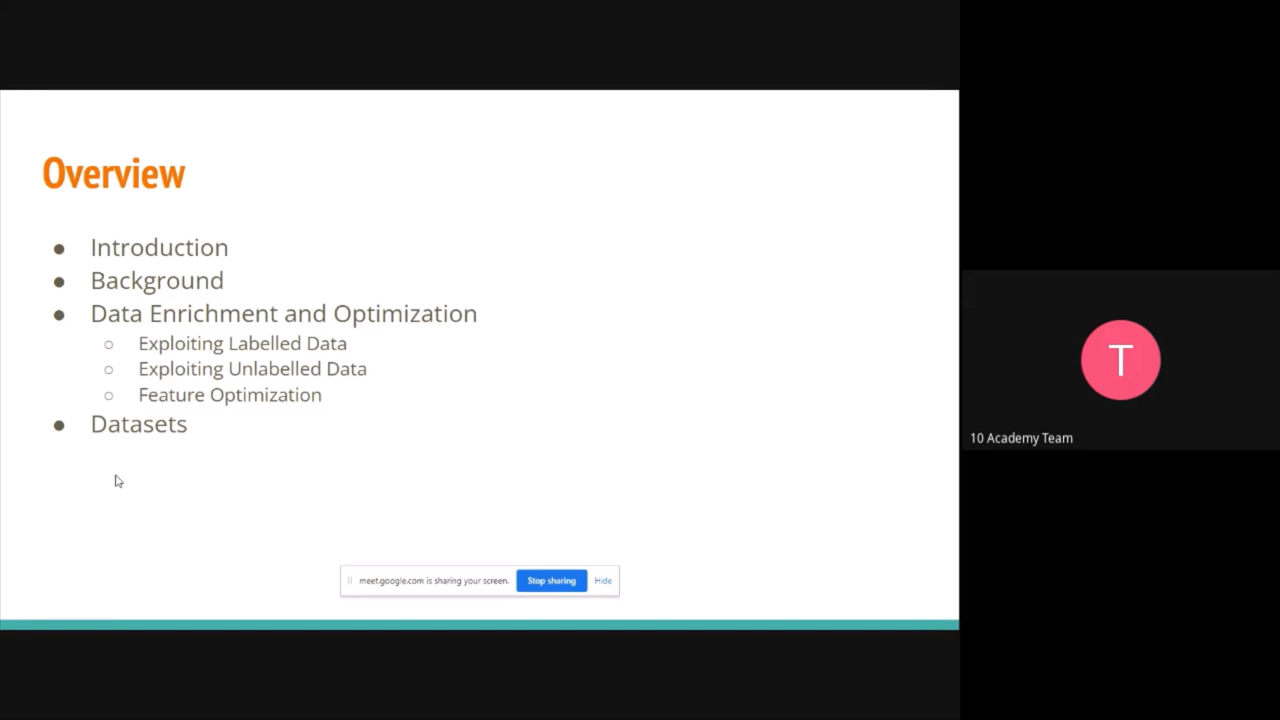 Overview
● Introduction
● Background
● Data Enrichment and Optimization
○ Exploiting Labelled Data
○ Exploiting Unlabelled Data
○ Feature Optimization
● Datasets
meet.google.com is sharing your screen. Stop sharing Hide
T
10 Academy Team